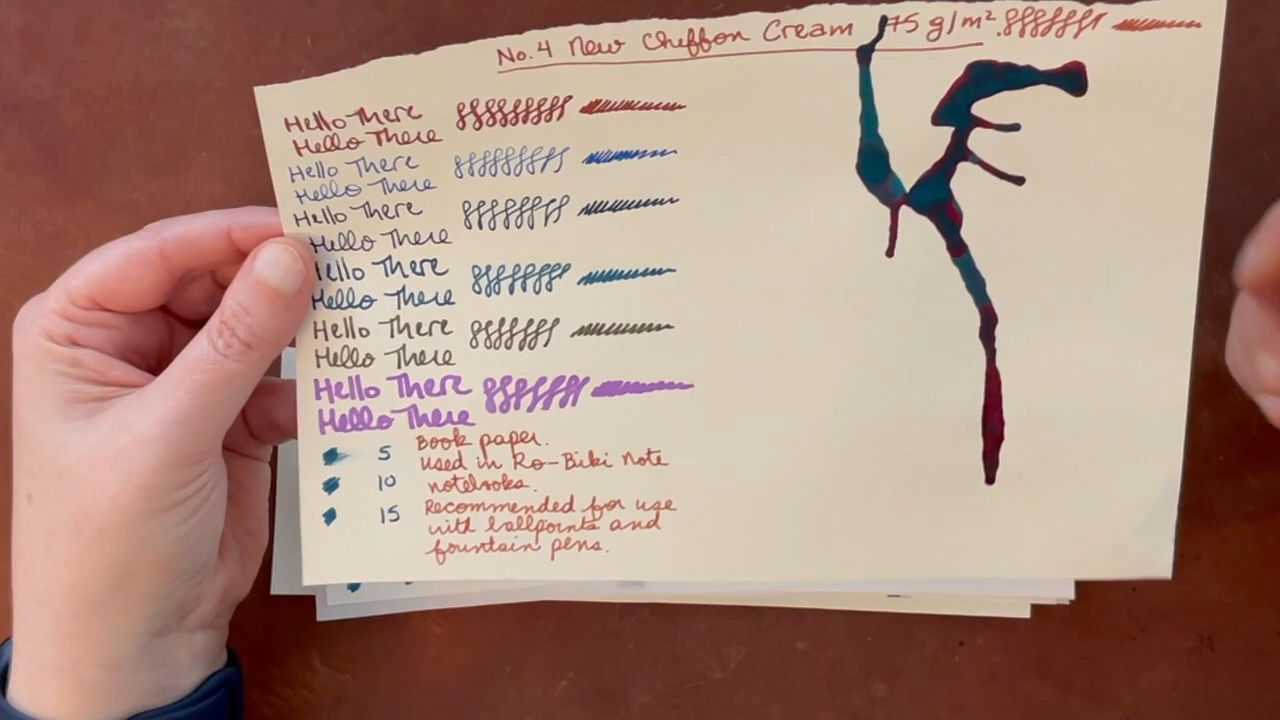 No. 4 New Chiffon Cream 75 g/m².
Hello There
Hello There
Hello There
Hello There
Hello There
Hello There
Hello There
Hello There
Hello There
Hello There
Hello There
Hello There
5 Book paper.
used in Ro-Biki Note
10 notebooks.
15 Recommended for use
with ballpoints and
fountain pens.